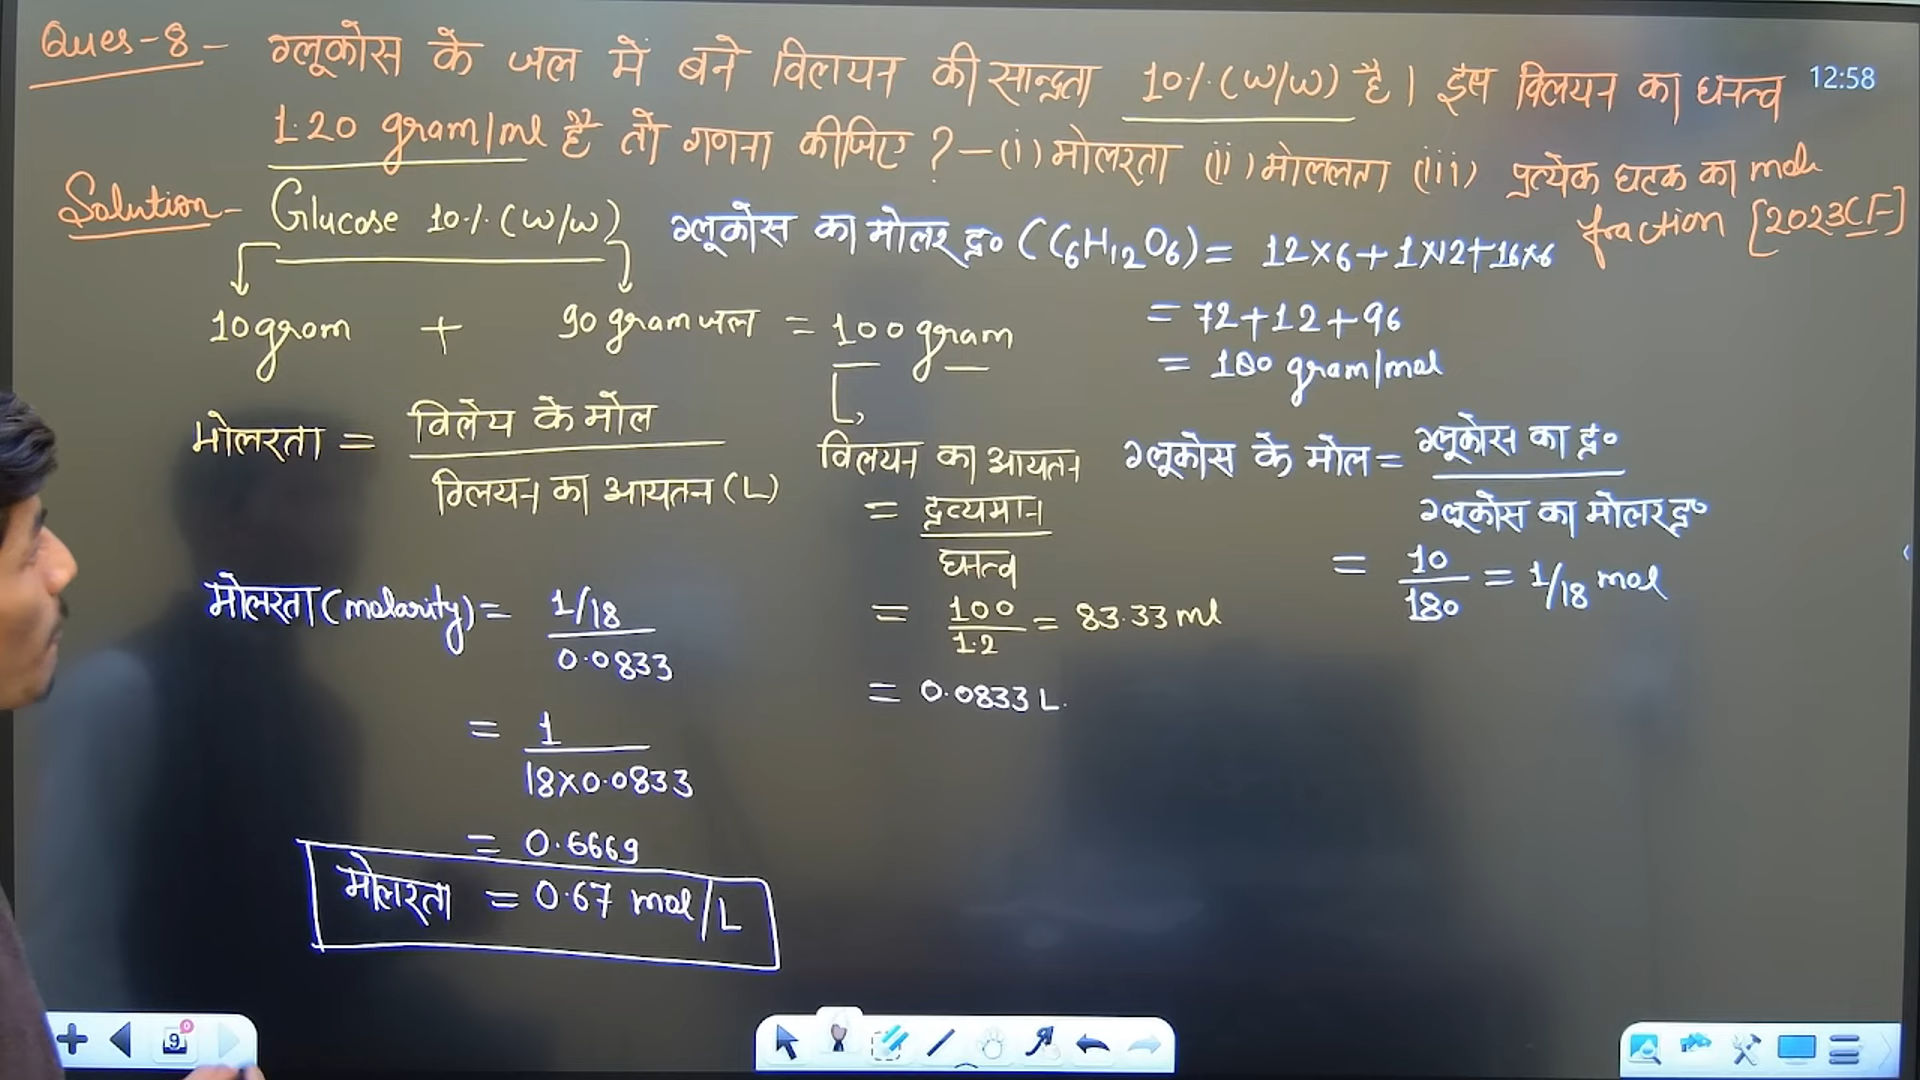 Ques-8- ग्लूकोस के जल में बने विलयन की सान्द्रता 10%(w/w) है। इस विलयन का घनत्व
12:58
1.20 gram/ml है तो गणना कीजिए ? - (i) मोलरता (ii) मोललता (iii) प्रत्येक घटक का mole
fraction [2023CF]
Solution- Glucose 10%(w/w)
10 gram + 90 gram जल = 100 gram
मोलरता = विलेय के मोल
विलयन का आयतन (L)
मोलरता (molarity) = 1/18
0.0833
= 1
18×0.0833
= 0.6669
मोलरता = 0.67 mol/L
विलयन का आयतन
= द्रव्यमान
घनत्व
= 100/1.2 = 83.33 ml
= 0.0833 L.
ग्लूकोस का मोलर द्र० (C6H12O6) = 12×6+1×12+16×6
= 72+12+96
= 180 gram/mol
ग्लूकोस के मोल = ग्लूकोस का द्र०
ग्लूकोस का मोलर द्र०
= 10/180 = 1/18 mol
9
0